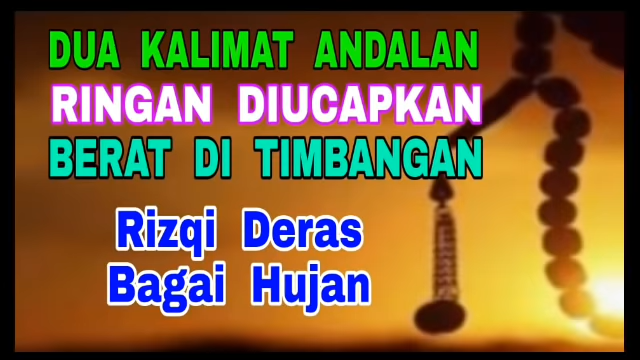 DUA KALIMAT ANDALAN
RINGAN DIUCAPKAN
BERAT DI TIMBANGAN
Rizqi Deras
Bagai Hujan